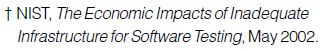 † NIST, The Economic Impacts of Inadequate
Infrastructure for Software Testing, May 2002.